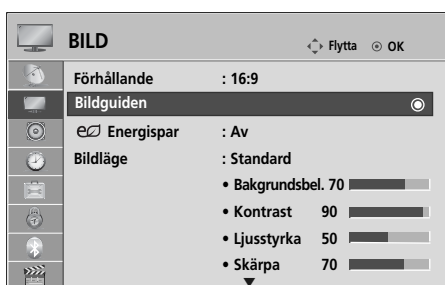 BILD Flytta OK
Förhållande : 16:9
Bildguiden
eco Energispar : Av
Bildläge : Standard
• Bakgrundsbel. 70
• Kontrast 90
• Ljusstyrka 50
• Skärpa 70